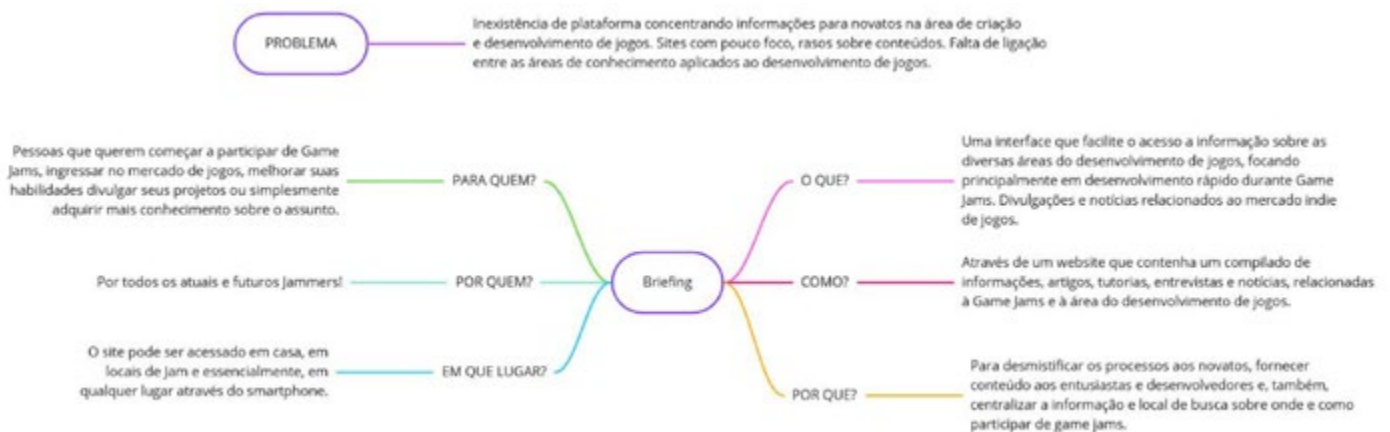 PROBLEMA
Inexistência de plataforma concentrando informações para novatos na área de criação
e desenvolvimento de jogos. Sites com pouco foco, rasos sobre conteúdos. Falta de ligação
entre as áreas de conhecimento aplicados ao desenvolvimento de jogos.
Pessoas que querem começar a participar de Game
Jams, ingressar no mercado de jogos, melhorar suas
habilidades divulgar seus projetos ou simplesmente
adquirir mais conhecimento sobre o assunto.
PARA QUEM?
Por todos os atuais e futuros Jammers!
POR QUEM?
O site pode ser acessado em casa, em
locais de Jam e essencialmente, em
qualquer lugar através do smartphone.
EM QUE LUGAR?
Briefing
O QUE?
Uma interface que facilite o acesso a informação sobre as
diversas áreas do desenvolvimento de jogos, focando
principalmente em desenvolvimento rápido durante Game
Jams. Divulgações e notícias relacionados ao mercado indie
de jogos.
COMO?
Através de um website que contenha um compilado de
informações, artigos, tutorias, entrevistas e notícias, relacionadas
à Game Jams e à área do desenvolvimento de jogos.
POR QUE?
Para desmistificar os processos aos novatos, fornecer
conteúdo aos entusiastas e desenvolvedores e, também,
centralizar a informação e local de busca sobre onde e como
participar de game jams.